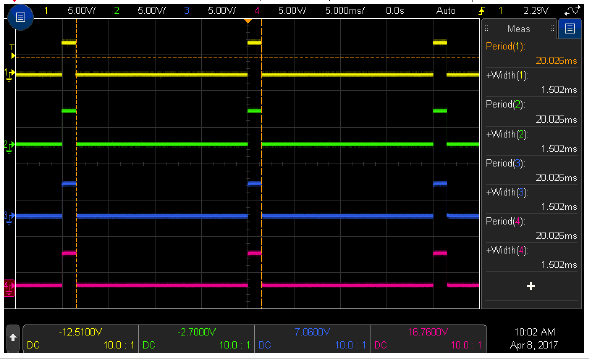 1 5.00V/ 2 5.00V/ 3 5.00V/ 4 5.00V/ 5.000ms/ 0.0s Auto 1 2.29V
Meas
T
Period(1):
20.025ms
1
+Width(1):
1.502ms
Period(2):
20.025ms
2
+Width(2):
1.502ms
Period(3):
20.025ms
3
+Width(3):
1.502ms
Period(4):
20.025ms
+Width(4):
4
1.502ms
-12.5100V -2.7000V 7.0600V 16.7600V
10:02 AM
DC 10.0 : 1 DC 10.0 : 1 DC 10.0 : 1 DC 10.0 : 1
Apr 8, 2017